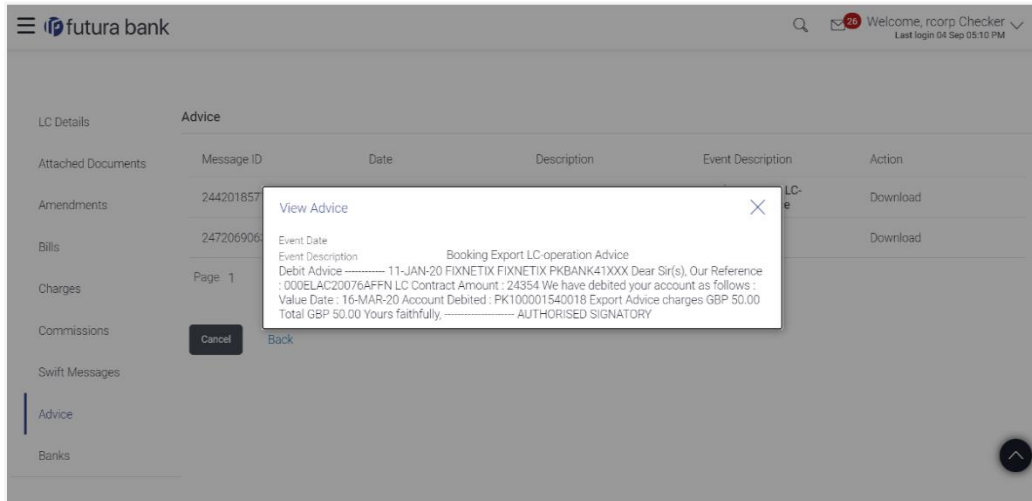 futura bank
26
Welcome, rcorp Checker
Last login 04 Sep 05:10 PM
LC Details
Attached Documents
Amendments
Bills
Charges
Commissions
Swift Messages
Advice
Banks
Advice
Message ID Date Description Event Description Action
LC-
Download
Download
Page 1
Cancel Back
View Advice
Event Date
Event Description Booking Export LC-operation Advice
Debit Advice ----------- 11-JAN-20 FIXNETIX FIXNETIX PKBANK41XXX Dear Sir(s), Our Reference
: 000ELAC20076AFFN LC Contract Amount : 24354 We have debited your account as follows :
Value Date : 16-MAR-20 Account Debited : PK100001540018 Export Advice charges GBP 50.00
Total GBP 50.00 Yours faithfully, -------------------- AUTHORISED SIGNATORY